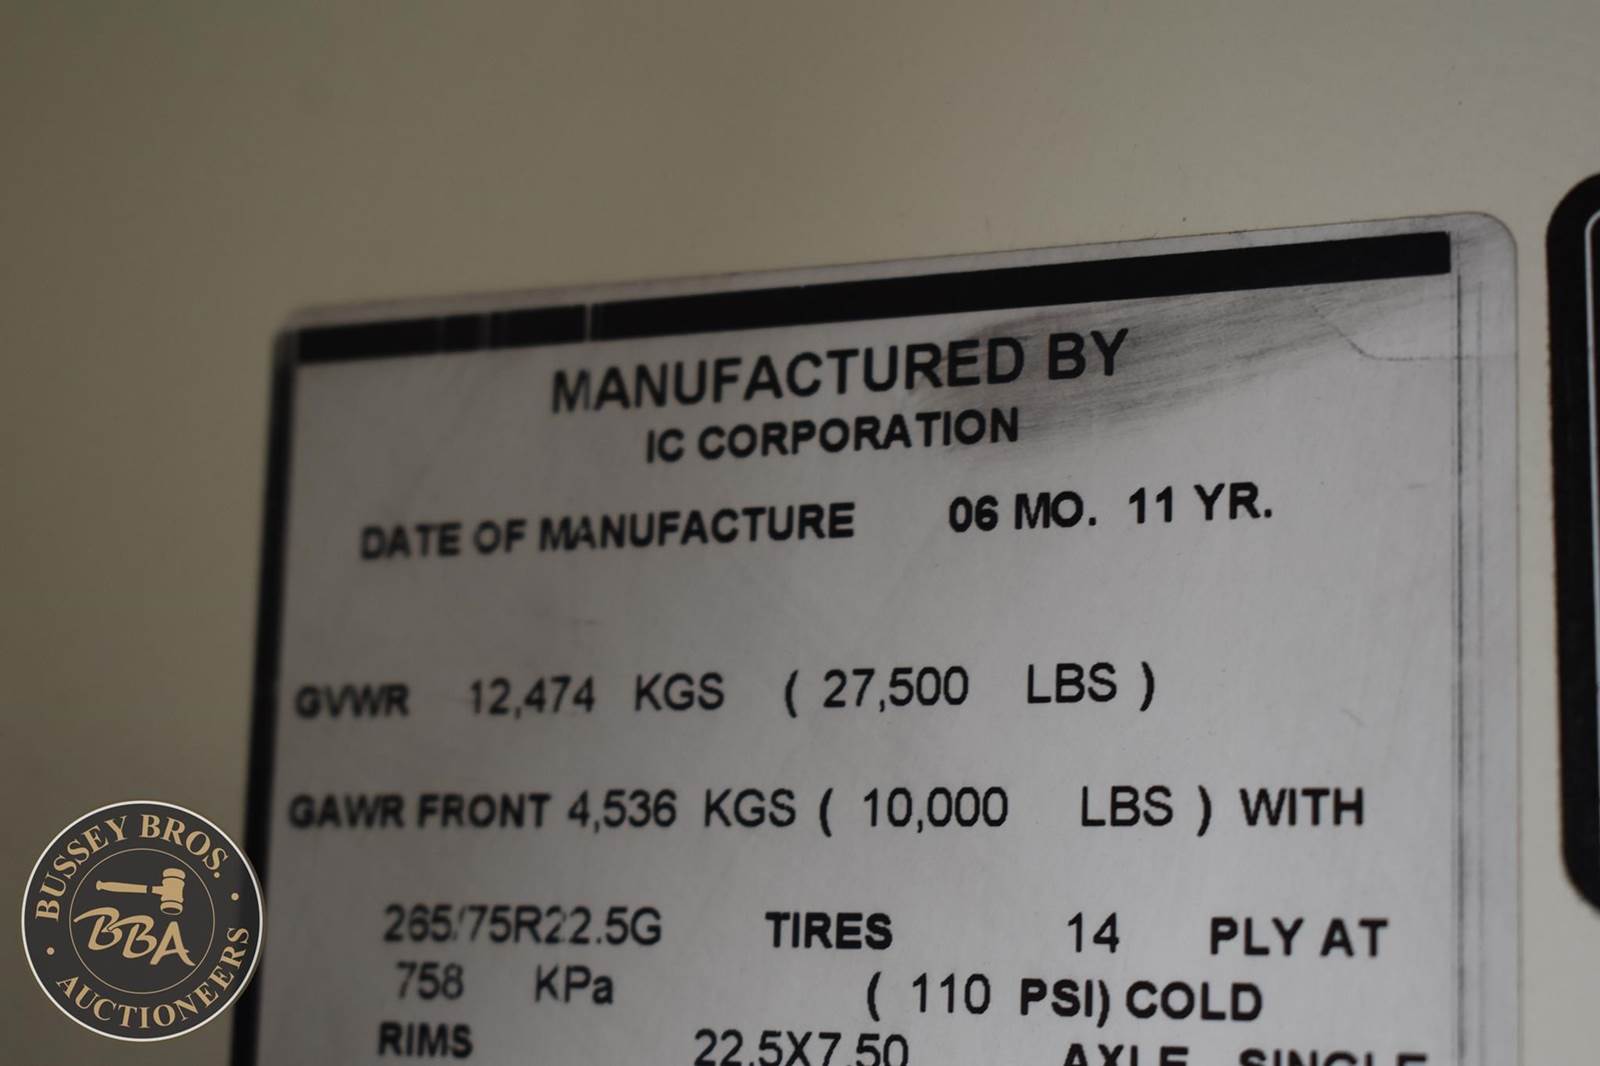 MANUFACTURED BY
IC CORPORATION
DATE OF MANUFACTURE 06 MO. 11 YR.
GVWR 12,474 KGS ( 27,500 LBS )
GAWR FRONT 4,536 KGS ( 10,000 LBS ) WITH
265/75R22.5G TIRES 14 PLY AT
758 KPa ( 110 PSI) COLD
RIMS 22.5X7.50 AXLE SINGLE
BUSSEY BROS.
BBA
AUCTIONEERS